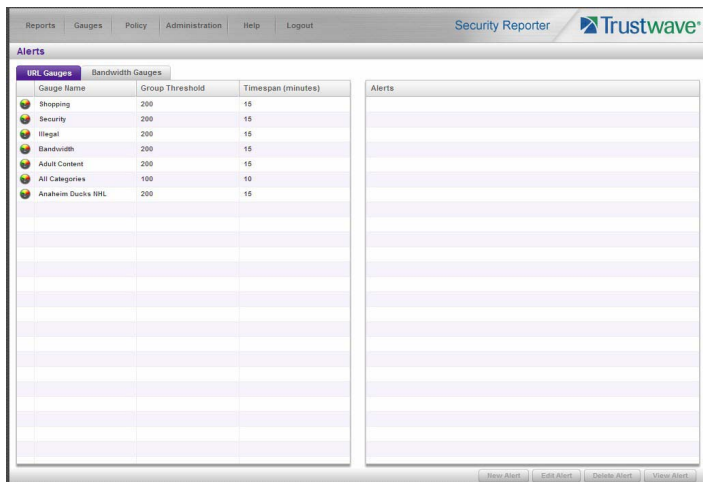 Reports Gauges Policy Administration Help Logout
Security Reporter
Trustwave®
Alerts
URL Gauges Bandwidth Gauges
Gauge Name Group Threshold Timespan (minutes)
Shopping 200 15
Security 200 15
Illegal 200 15
Bandwidth 200 15
Adult Content 200 15
All Categories 100 10
Anaheim Ducks NHL 200 15
Alerts
New Alert Edit Alert Delete Alert View Alert